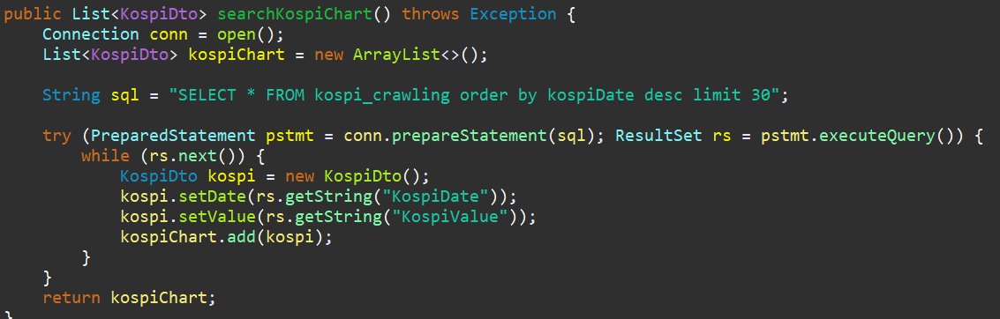 public List<KospiDto> searchKospiChart() throws Exception {
Connection conn = open();
List<KospiDto> kospiChart = new ArrayList<>();
String sql = "SELECT * FROM kospi_crawling order by kospiDate desc limit 30";
try (PreparedStatement pstmt = conn.prepareStatement(sql); ResultSet rs = pstmt.executeQuery()) {
while (rs.next()) {
KospiDto kospi = new KospiDto();
kospi.setDate(rs.getString("KospiDate"));
kospi.setValue(rs.getString("KospiValue"));
kospiChart.add(kospi);
}
}
return kospiChart;
}